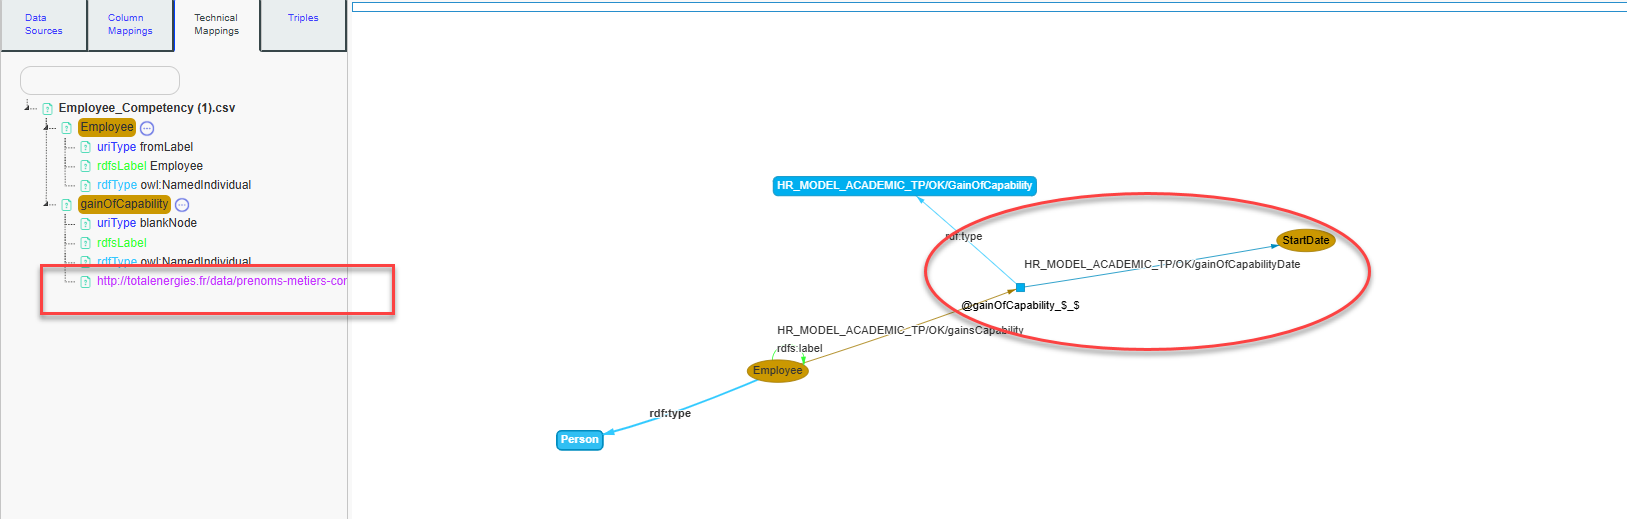 Data
Sources
Column
Mappings
Technical
Mappings
Triples
Employee_Competency (1).csv
Employee
uriType fromLabel
rdfsLabel Employee
rdfType owl:NamedIndividual
gainOfCapability
uriType blankNode
rdfsLabel
rdfType owl:NamedIndividual
http://totalenergies.fr/data/prenoms-metiers-cor
HR_MODEL_ACADEMIC_TP/OK/GainOfCapability
rdf:type
StartDate
HR_MODEL_ACADEMIC_TP/OK/gainOfCapabilityDate
@gainOfCapability_$_$
HR_MODEL_ACADEMIC_TP/OK/gainsCapability
rdfs:label
Employee
rdf:type
Person